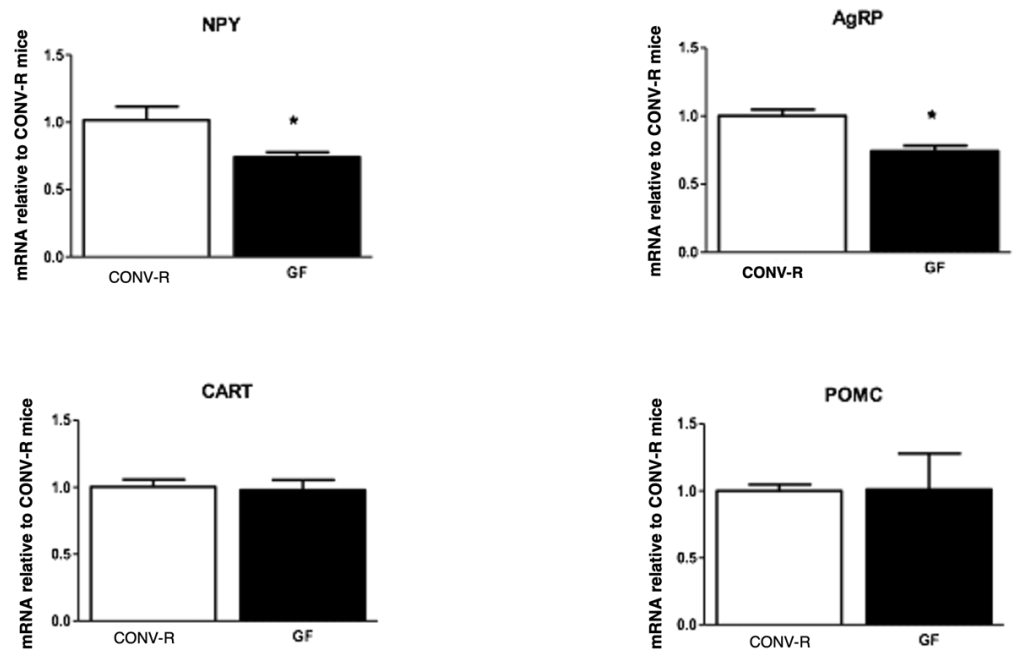 NPY
mRNA relative to CONV-R mice
1.5
1.0
0.5
0.0
*
CONV-R
GF
AgRP
mRNA relative to CONV-R mice
1.5
1.0
0.5
0.0
*
CONV-R
GF
CART
mRNA relative to CONV-R mice
1.5
1.0
0.5
0.0
CONV-R
GF
POMC
mRNA relative to CONV-R mice
1.5
1.0
0.5
0.0
CONV-R
GF